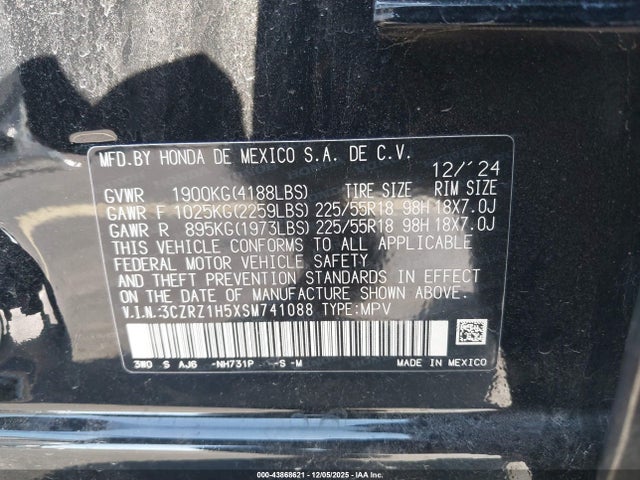 MFD.BY HONDA DE MEXICO S.A. DE C.V. 12/'24
GVWR 1900KG(4188LBS) TIRE SIZE RIM SIZE
GAWR F 1025KG(2259LBS) 225/55R18 98H 18X7.0J
GAWR R 895KG(1973LBS) 225/55R18 98H 18X7.0J
THIS VEHICLE CONFORMS TO ALL APPLICABLE
FEDERAL MOTOR VEHICLE SAFETY
AND THEFT PREVENTION STANDARDS IN EFFECT
ON THE DATE OF MANUFACTURE SHOWN ABOVE.
V.I.N.:3CZRZ1H5XSM741088 TYPE:MPV
3W0 S AJ6 -NH731P -S -M MADE IN MEXICO
000-43868621 - 12/05/2025 - IAA, Inc.